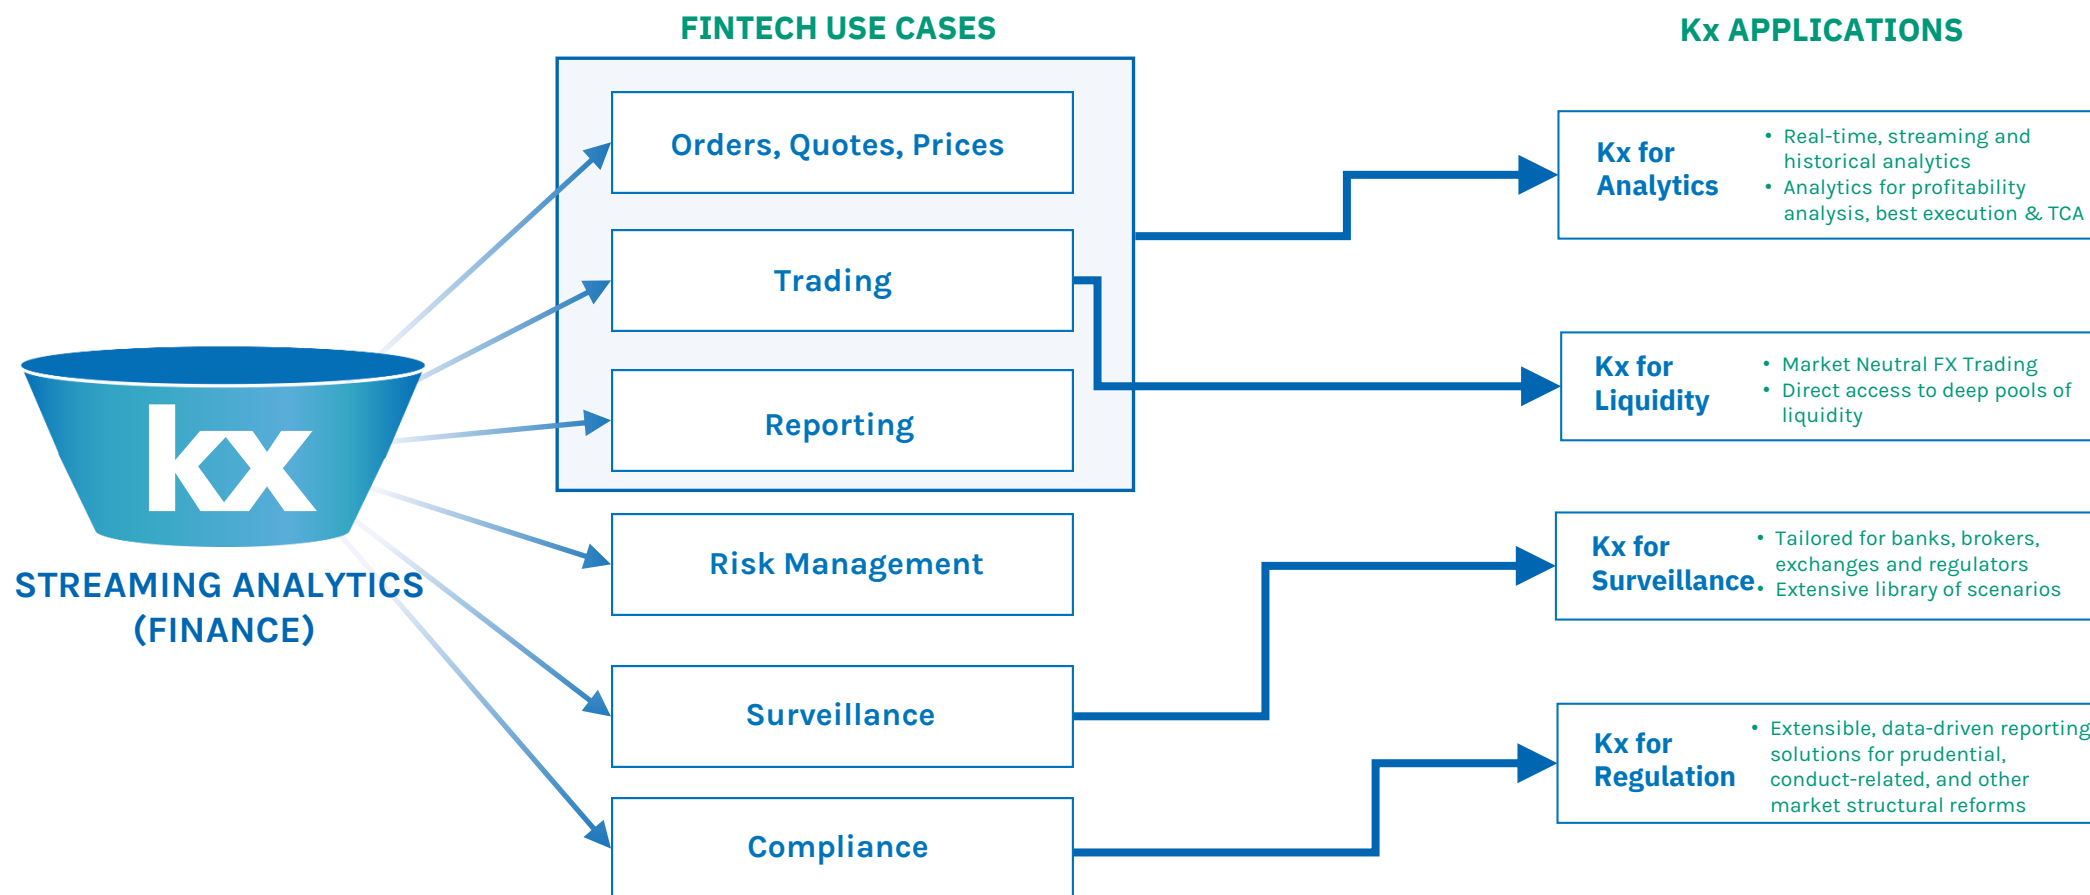 FINTECH USE CASES
Kx APPLICATIONS
Orders, Quotes, Prices
Trading
Reporting
Risk Management
Surveillance
Compliance
kx
STREAMING ANALYTICS
(FINANCE)
Kx for
Analytics
• Real-time, streaming and
historical analytics
• Analytics for profitability
analysis, best execution & TCA
Kx for
Liquidity
• Market Neutral FX Trading
• Direct access to deep pools of
liquidity
Kx for
Surveillance
• Tailored for banks, brokers,
exchanges and regulators
• Extensive library of scenarios
Kx for
Regulation
• Extensible, data-driven reporting
solutions for prudential,
conduct-related, and other
market structural reforms